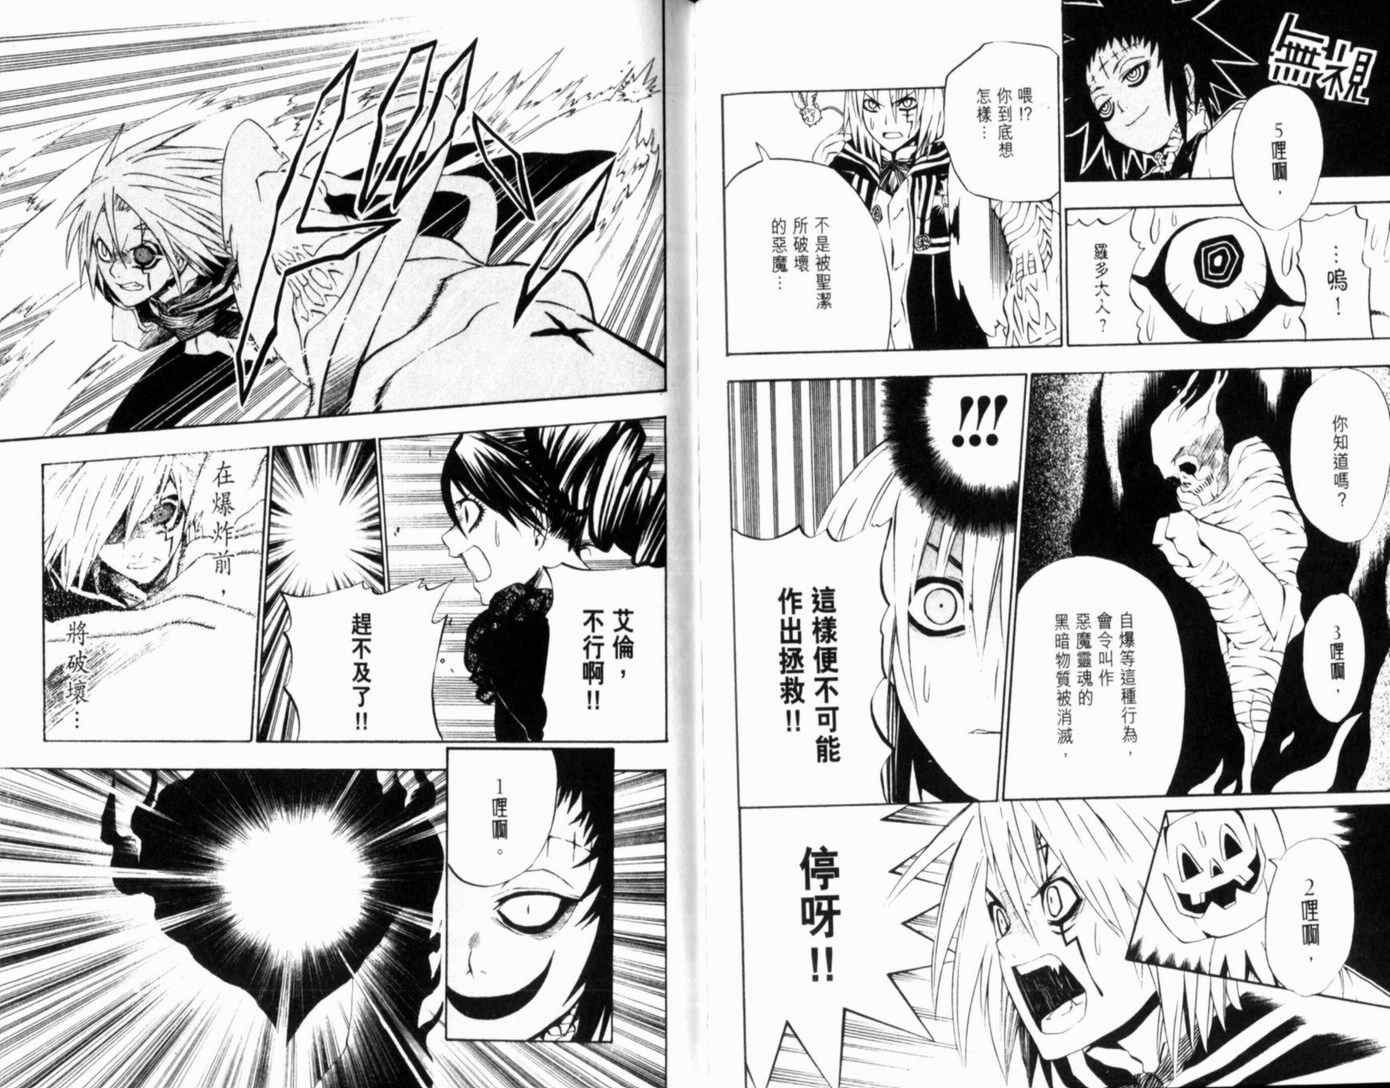 無視
5哩啊，
喂!?
你到底想
怎樣…
不是被聖潔
所破壞
的惡魔…
…嗚！
羅多大人？
你知道嗎？
3哩啊，
自爆等這種行為，
會令叫作
惡魔靈魂的
黑暗物質被消滅，
!!!
這樣便不可能
作出拯救!!
2哩啊，
停呀!!
艾倫，
不行啊!!
趕不及了!!
在爆炸前，
將破壞…
1哩啊。